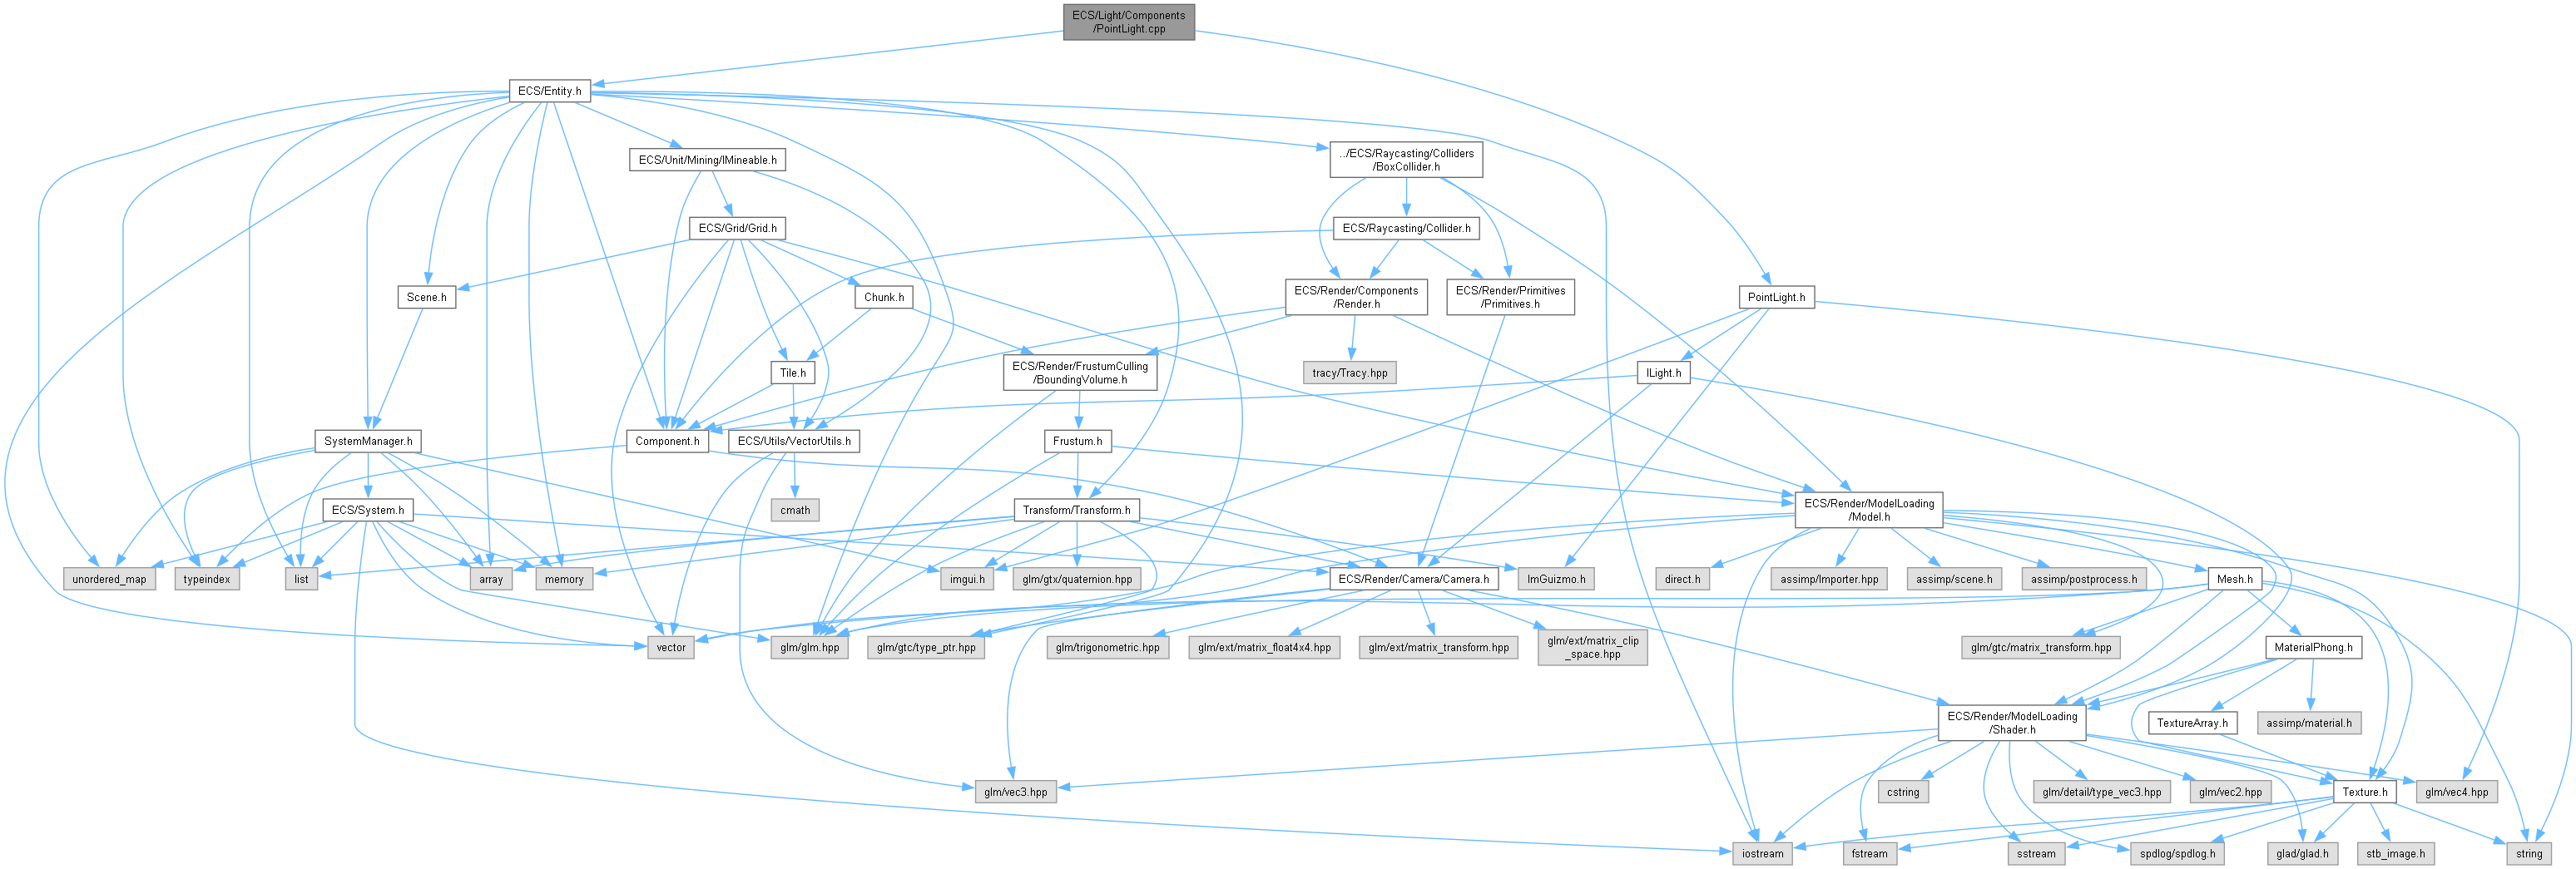 ECS/Light/Components
/PointLight.cpp
ECS/Entity.h
ECS/Unit/Mining/IMineable.h
../ECS/Raycasting/Colliders
/BoxCollider.h
ECS/Grid/Grid.h
ECS/Raycasting/Collider.h
Scene.h
Chunk.h
ECS/Render/Components
/Render.h
ECS/Render/Primitives
/Primitives.h
PointLight.h
Tile.h
ECS/Render/FrustumCulling
/BoundingVolume.h
tracy/Tracy.hpp
ILight.h
SystemManager.h
Component.h
ECS/Utils/VectorUtils.h
Frustum.h
ECS/System.h
cmath
Transform/Transform.h
ECS/Render/ModelLoading
/Model.h
unordered_map
typeindex
list
array
memory
imgui.h
glm/gtx/quaternion.hpp
ECS/Render/Camera/Camera.h
ImGuizmo.h
direct.h
assimp/Importer.hpp
assimp/scene.h
assimp/postprocess.h
Mesh.h
vector
glm/glm.hpp
glm/gtc/type_ptr.hpp
glm/trigonometric.hpp
glm/ext/matrix_float4x4.hpp
glm/ext/matrix_transform.hpp
glm/ext/matrix_clip
_space.hpp
glm/gtc/matrix_transform.hpp
MaterialPhong.h
ECS/Render/ModelLoading
/Shader.h
TextureArray.h
assimp/material.h
glm/vec3.hpp
cstring
glm/detail/type_vec3.hpp
glm/vec2.hpp
Texture.h
glm/vec4.hpp
iostream
fstream
sstream
spdlog/spdlog.h
glad/glad.h
stb_image.h
string